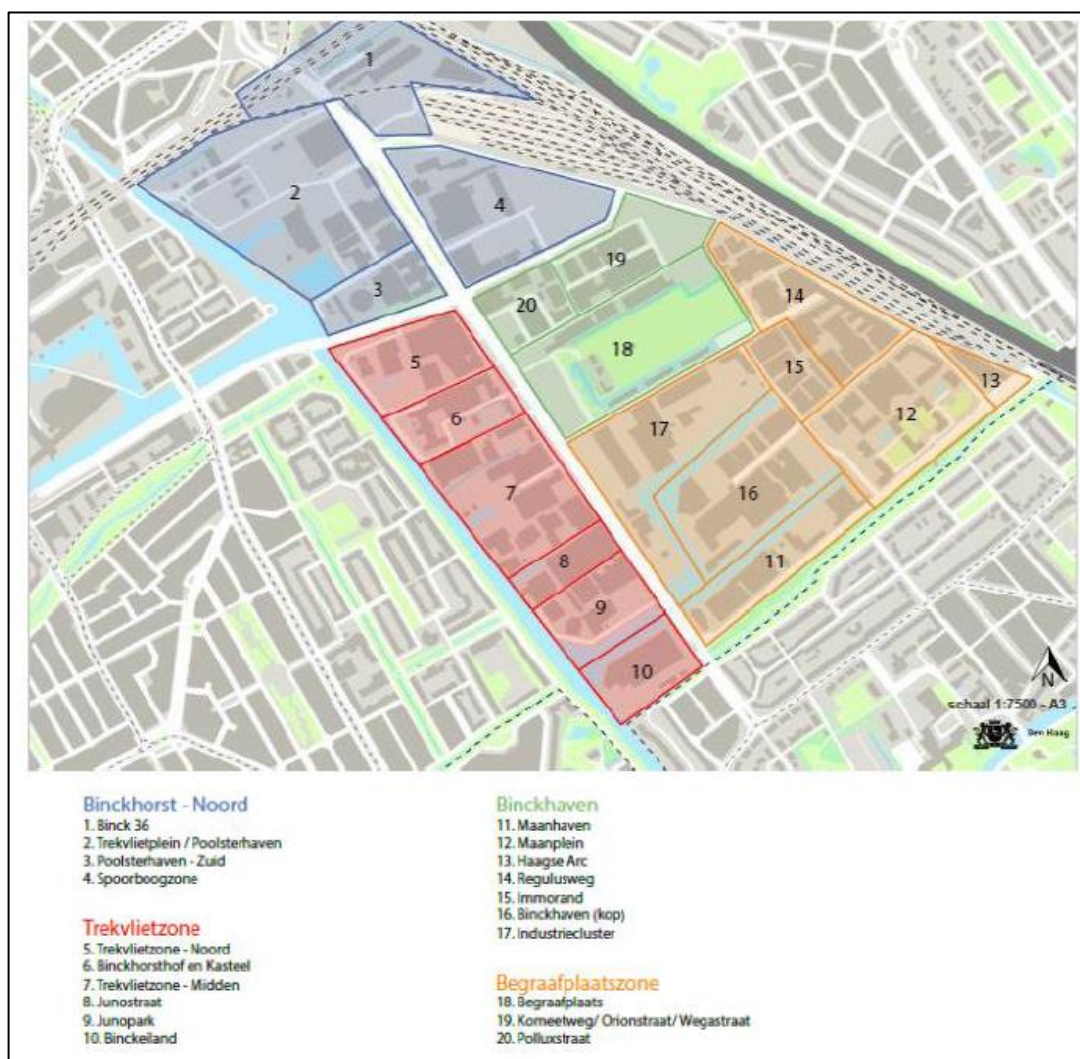 1
2
4
3
19
20
14
18
5
15
13
6
12
17
7
16
8
11
9
10
N
schaal 1:7500 - A3 -
Den Haag
Binckhorst - Noord
1. Binck 36
2. Trekvlietplein / Poolsterhaven
3. Poolsterhaven - Zuid
4. Spoorboogzone
Trekvlietzone
5. Trekvlietzone - Noord
6. Binckhorsthof en Kasteel
7. Trekvlietzone - Midden
8. Junostraat
9. Junopark
10. Binckeiland
Binckhaven
11. Maanhaven
12. Maanplein
13. Haagse Arc
14. Regulusweg
15. Immorand
16. Binckhaven (kop)
17. Industriecluster
Begraafplaatszone
18. Begraafplaats
19. Komeetweg/ Orionstraat/ Wegastraat
20. Polluxstraat